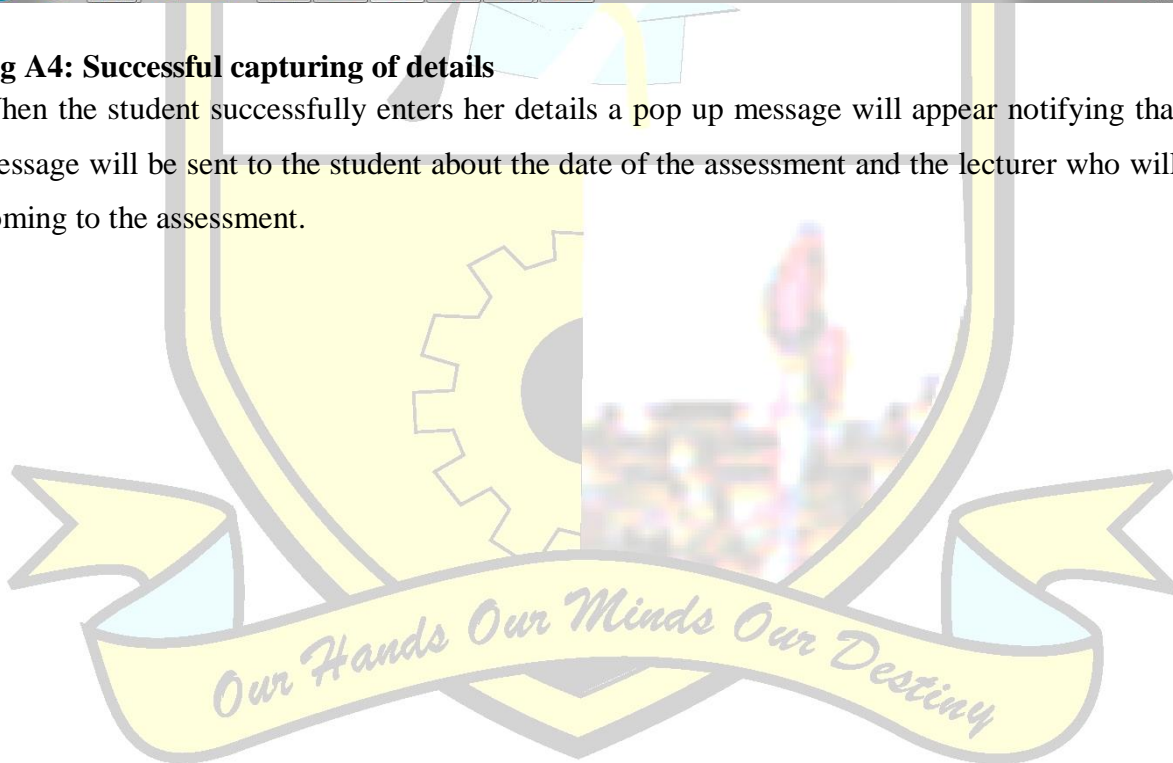 g A4: Successful capturing of details
hen the student successfully enters her details a pop up message will appear notifying tha
essage will be sent to the student about the date of the assessment and the lecturer who will
oming to the assessment.
Our Hands Our Minds Our Destiny